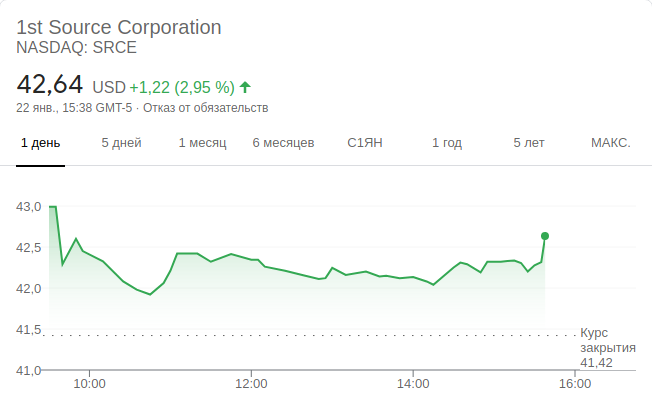 1st Source Corporation
NASDAQ: SRCE
42,64 USD +1,22 (2,95 %)
22 янв., 15:38 GMT-5 · Отказ от обязательств
1 день 5 дней 1 месяц 6 месяцев С1ЯН 1 год 5 лет МАКС.
43,0
42,5
42,0
41,5
Курс
закрытия
41,42
41,0
10:00 12:00 14:00 16:00